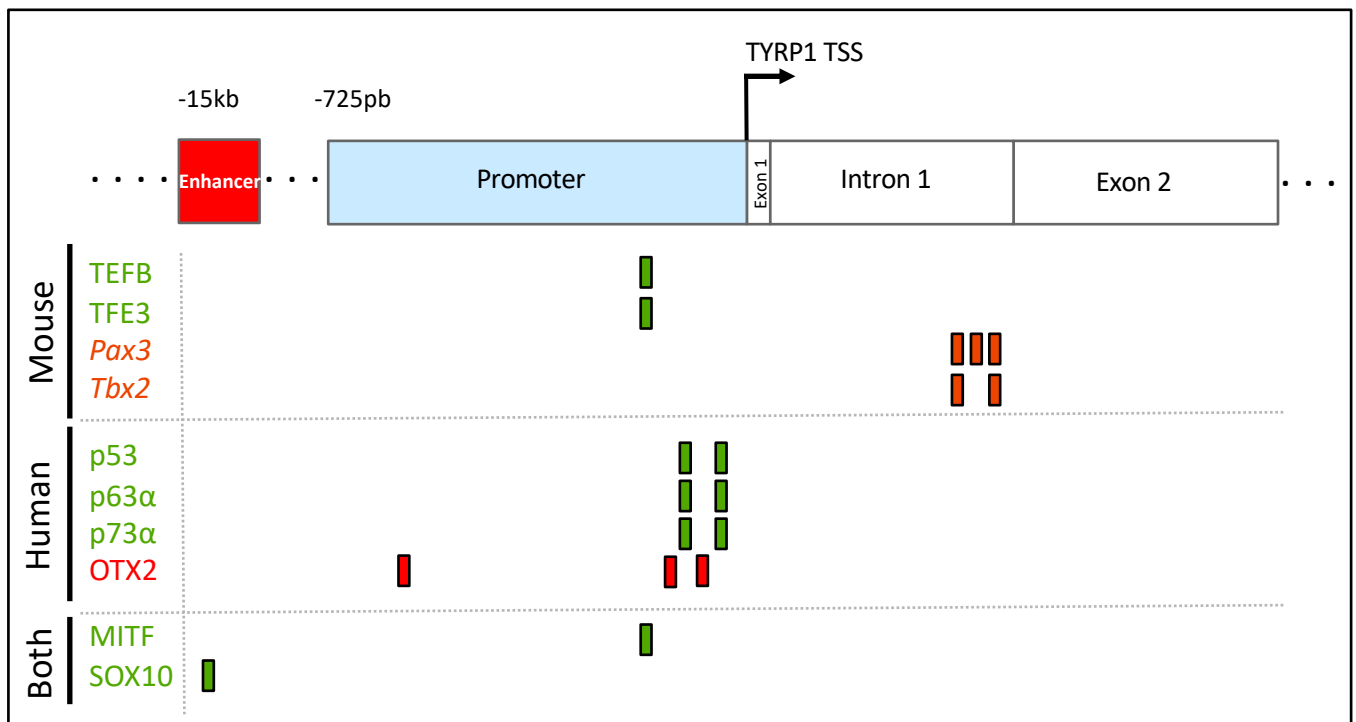 TYRP1 TSS
-15kb
-725pb
. . . . Enhancer . . . Promoter Exon 1 Intron 1 Exon 2 . . .
Mouse
TEFB
TFE3
Pax3
Tbx2
Human
p53
p63α
p73α
OTX2
Both
MITF
SOX10